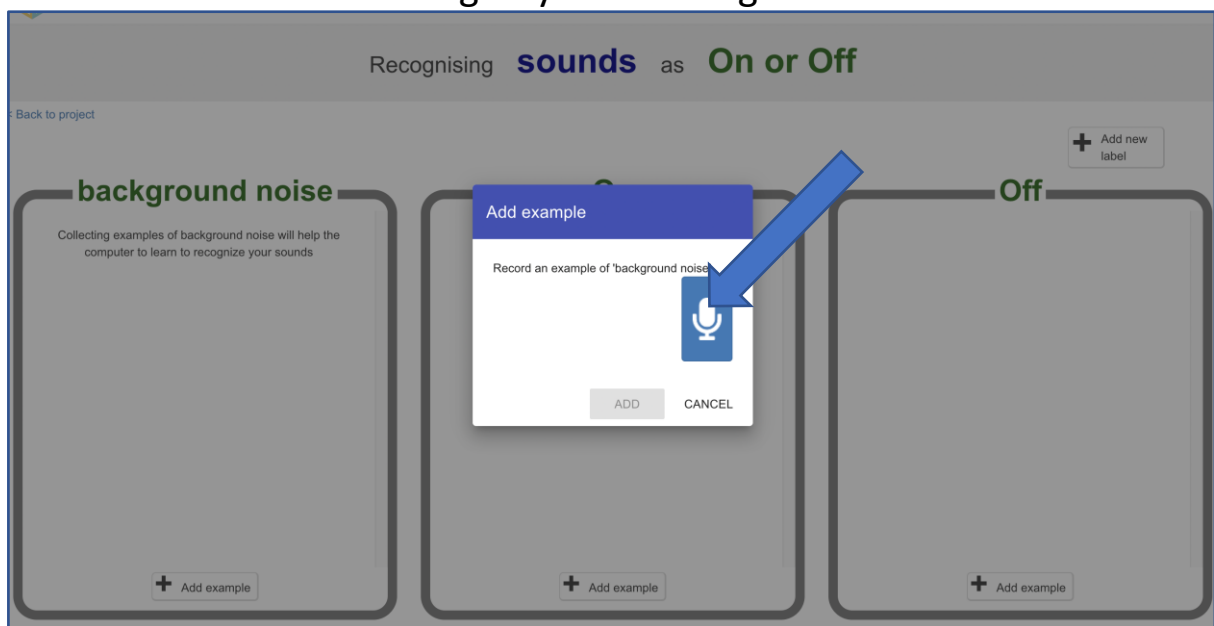 Recognising sounds as On or Off
Back to project
Add new
label
background noise
Off
Collecting examples of background noise will help the
computer to learn to recognize your sounds
Add example
Record an example of 'background noise
ADD CANCEL
Add example
Add example
Add example